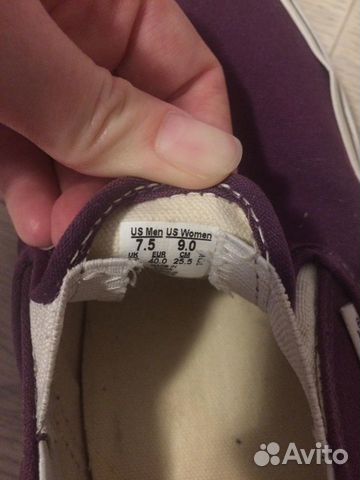 US Men US Women
7.5 9.0
UK EUR CM
40.0 25.5
Avito